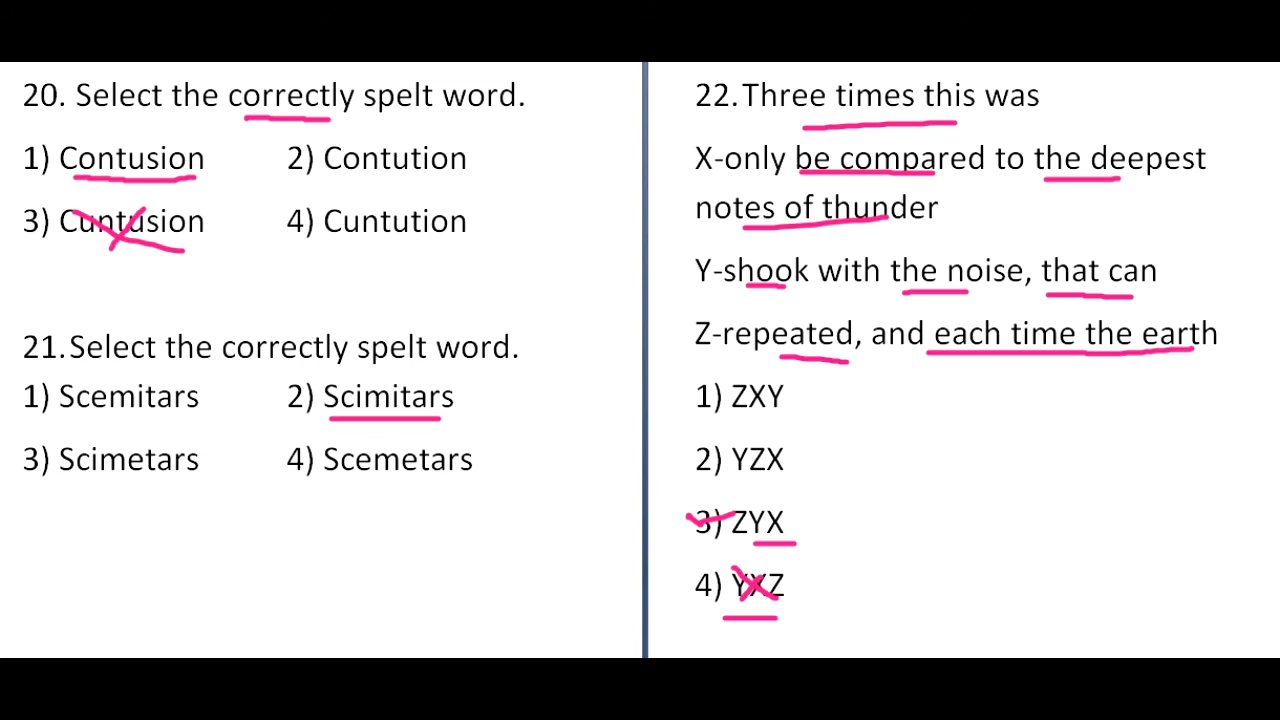 20. Select the correctly spelt word.
1) Contusion 2) Contution
3) Cuntusion 4) Cuntution
21. Select the correctly spelt word.
1) Scemitars 2) Scimitars
3) Scimetars 4) Scemetars
22. Three times this was
X-only be compared to the deepest
notes of thunder
Y-shook with the noise, that can
Z-repeated, and each time the earth
1) ZXY
2) YZX
3) ZYX
4) YXZ